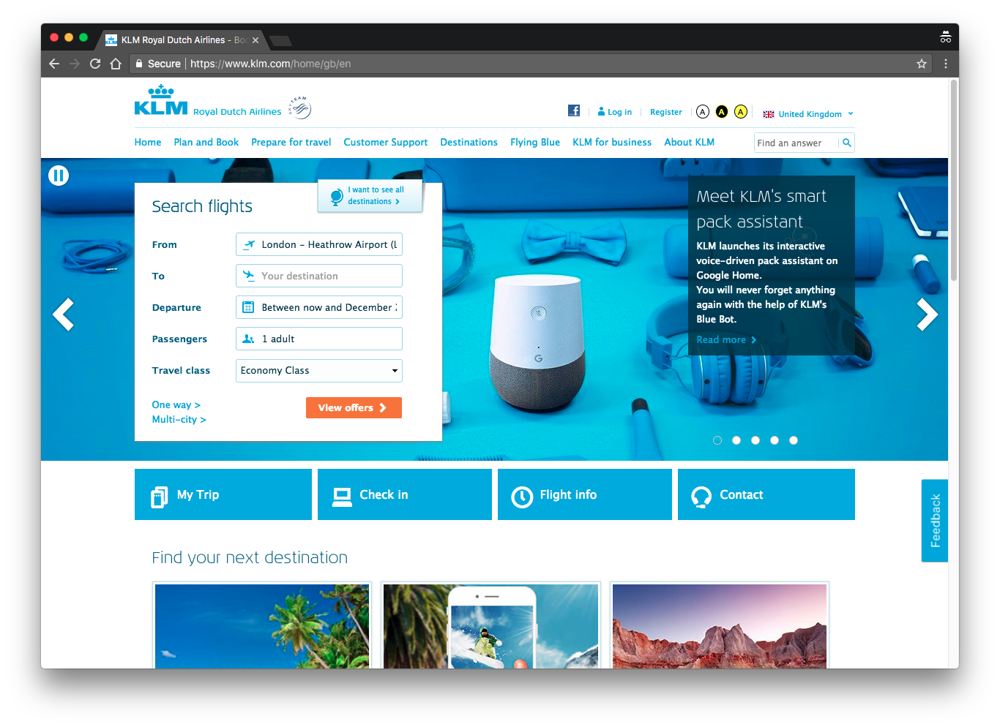 KLM Royal Dutch Airlines - Boo
Secure | https://www.klm.com/home/gb/en
KLM Royal Dutch Airlines SKYTEAM
Log in Register A A A United Kingdom
Home Plan and Book Prepare for travel Customer Support Destinations Flying Blue KLM for business About KLM Find an answer
I want to see all
destinations >
Search flights
From London - Heathrow Airport (L
To Your destination
Departure Between now and December 2
Passengers 1 adult
Travel class Economy Class
One way >
Multi-city >
View offers
G
Meet KLM's smart
pack assistant
KLM launches its interactive
voice-driven pack assistant on
Google Home.
You will never forget anything
again with the help of KLM's
Blue Bot.
Read more >
My Trip Check in Flight info Contact
Feedback
Find your next destination